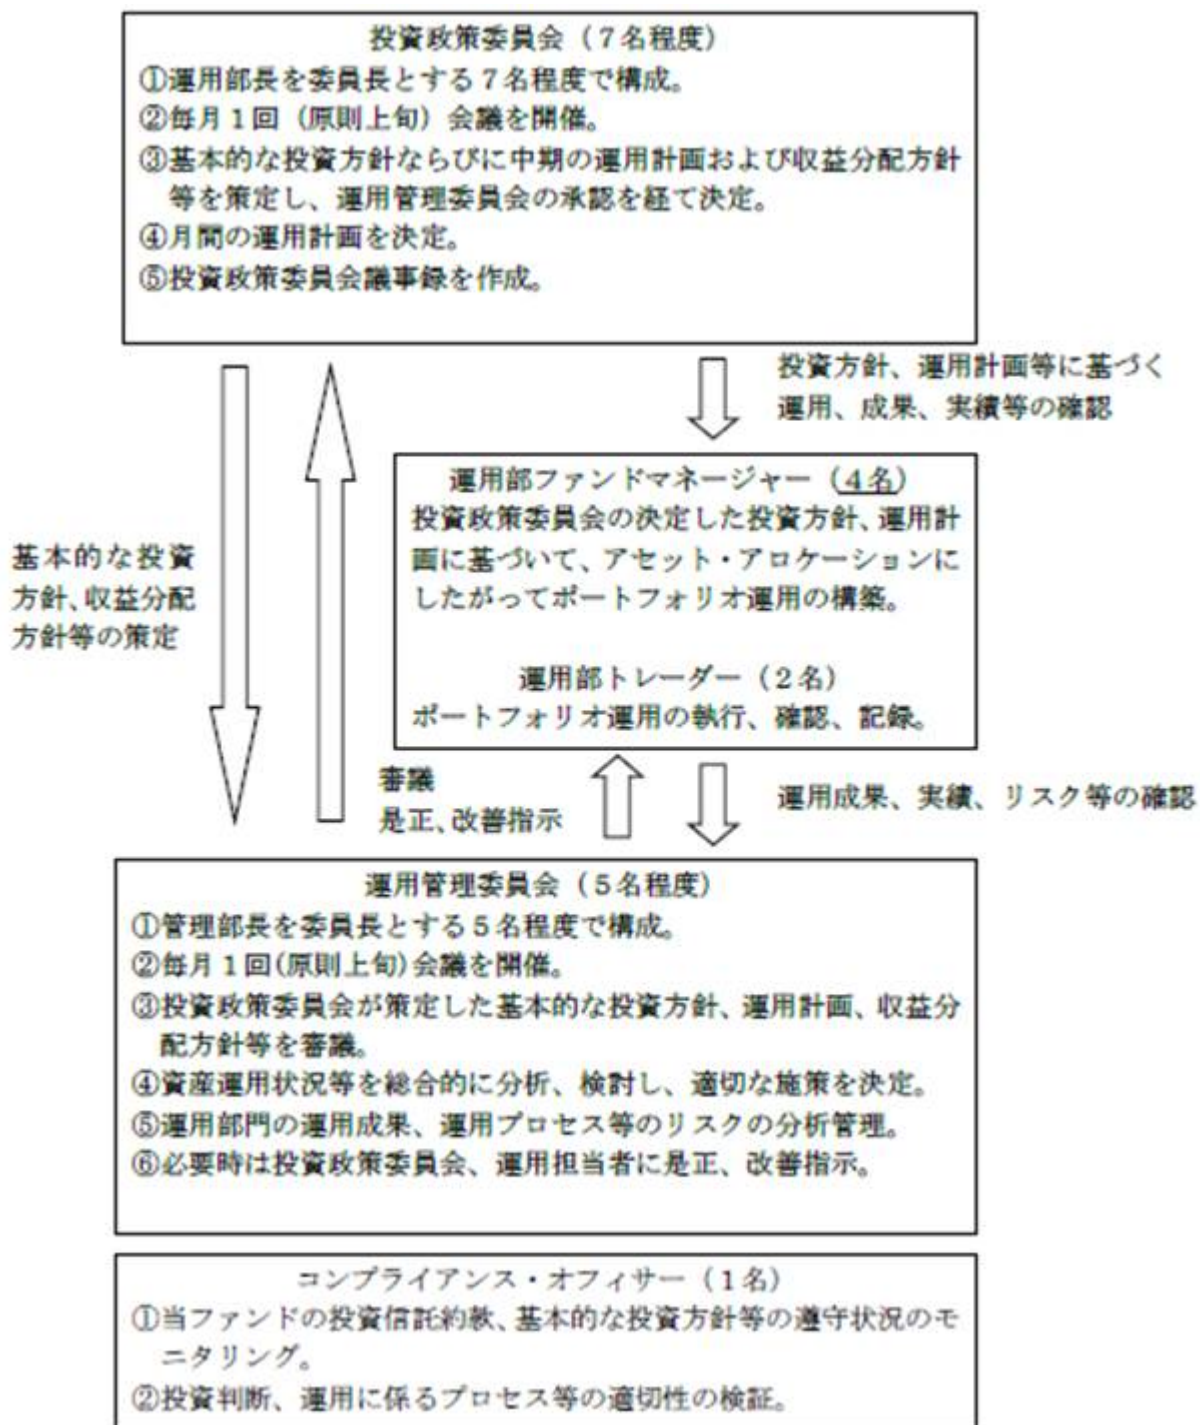 投資政策委員会（７名程度）
①運用部長を委員長とする７名程度で構成。
②毎月１回（原則上旬）会議を開催。
③基本的な投資方針ならびに中期の運用計画および収益分配方針
等を策定し、運用管理委員会の承認を経て決定。
④月間の運用計画を決定。
⑤投資政策委員会議事録を作成。
投資方針、運用計画等に基づく
運用、成果、実績等の確認
運用部ファンドマネージャー（４名）
投資政策委員会の決定した投資方針、運用計
画に基づいて、アセット・アロケーションに
したがってポートフォリオ運用の構築。
運用部トレーダー（２名）
ポートフォリオ運用の執行、確認、記録。
基本的な投資
方針、収益分配
方針等の策定
審議
是正、改善指示
運用成果、実績、リスク等の確認
運用管理委員会（５名程度）
①管理部長を委員長とする５名程度で構成。
②毎月１回(原則上旬)会議を開催。
③投資政策委員会が策定した基本的な投資方針、運用計画、収益分
配方針等を審議。
④資産運用状況等を総合的に分析、検討し、適切な施策を決定。
⑤運用部門の運用成果、運用プロセス等のリスクの分析管理。
⑥必要時は投資政策委員会、運用担当者に是正、改善指示。
コンプライアンス・オフィサー（１名）
①当ファンドの投資信託約款、基本的な投資方針等の遵守状況のモ
ニタリング。
②投資判断、運用に係るプロセス等の適切性の検証。